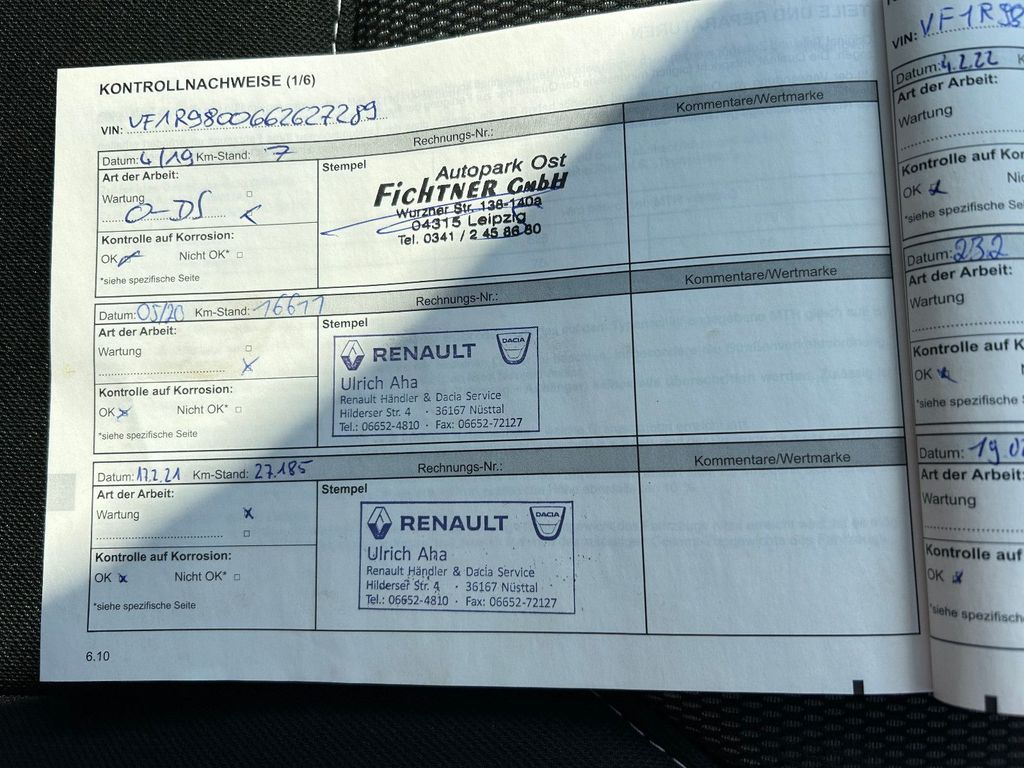 KONTROLLNACHWEISE (1/6)
VIN: VF1R9800662627289
Datum: 4/19 Km-Stand: 7 Rechnungs-Nr.: Kommentare/Wertmarke
Art der Arbeit:
Wartung
O-DS
Kontrolle auf Korrosion:
OK Nicht OK*
*siehe spezifische Seite
Stempel
Autopark Ost
FICHTNER GmbH
Wurzner Str. 138-140a
04315 Leipzig
Tel. 0341 / 2 45 86 80
Datum: 05/20 Km-Stand: 16611 Rechnungs-Nr.: Kommentare/Wertmarke
Art der Arbeit:
Wartung
Kontrolle auf Korrosion:
OK Nicht OK*
*siehe spezifische Seite
Stempel
RENAULT DACIA
Ulrich Aha
Renault Händler & Dacia Service
Hilderser Str. 4 · 36167 Nüsttal
Tel.: 06652-4810 · Fax: 06652-72127
Datum: 17.2.21 Km-Stand: 27.185 Rechnungs-Nr.: Kommentare/Wertmarke
Art der Arbeit:
Wartung
Kontrolle auf Korrosion:
OK Nicht OK*
*siehe spezifische Seite
Stempel
RENAULT DACIA
Ulrich Aha
Renault Händler & Dacia Service
Hilderser Str. 4 · 36167 Nüsttal
Tel.: 06652-4810 · Fax: 06652-72127
6.10
VIN: VF1R98
Datum: 4.2.22 K
Art der Arbeit:
Wartung
Kontrolle auf Ko
OK Nic
*siehe spezifische Sei
Datum: 23.2
Art der Arbeit:
Wartung
Kontrolle auf K
OK
*siehe spezifische
Datum: 19.0
Art der Arbeit:
Wartung
Kontrolle auf
OK
*siehe spezifisch